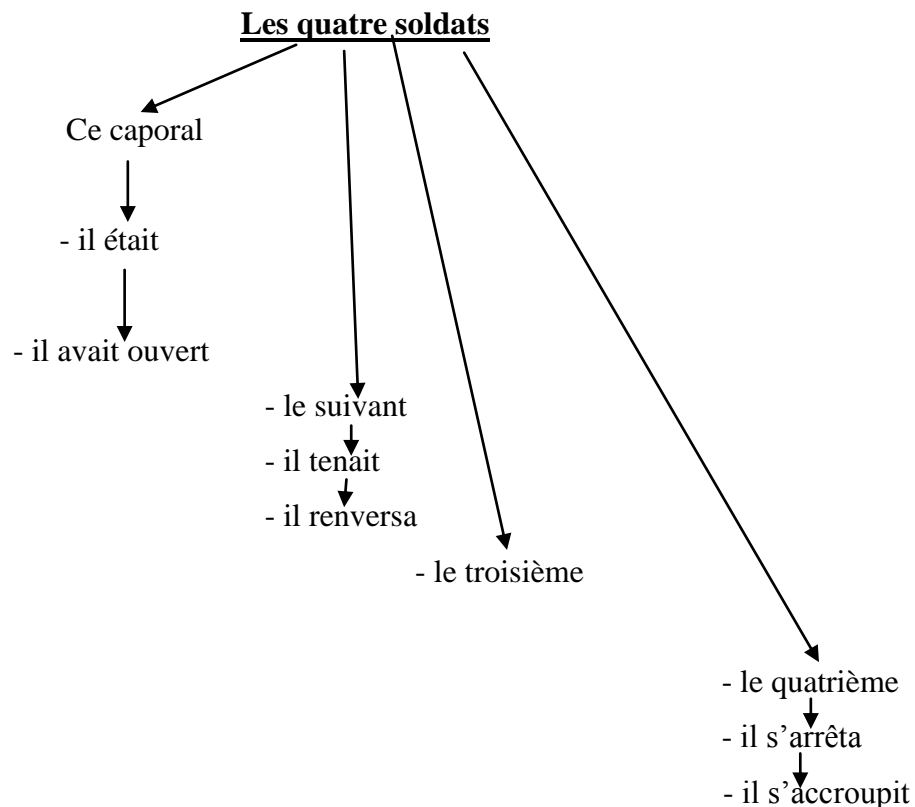 Les quatre soldats
Ce caporal
- il était
- il avait ouvert
- le suivant
- il tenait
- il renversa
- le troisième
- le quatrième
- il s’arrêta
- il s’accroupit